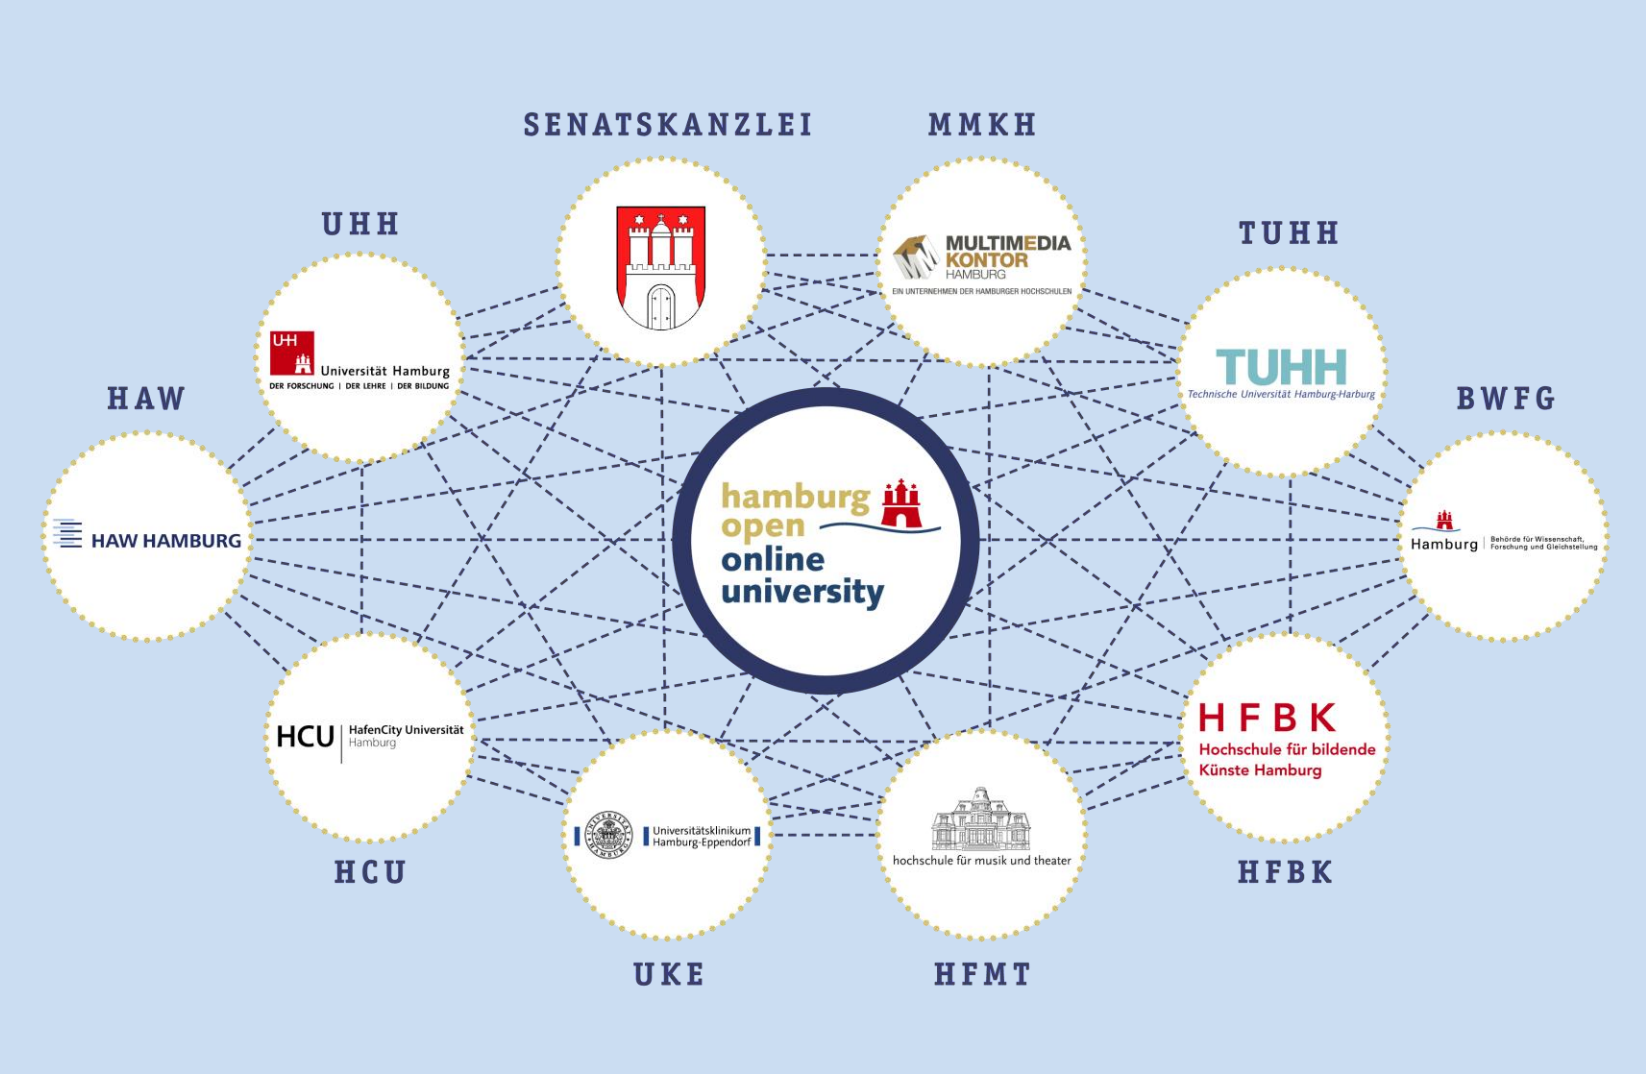 SENATSKANZLEI
MMKH
MULTIMEDIA
KONTOR
HAMBURG
EIN UNTERNEHMEN DER HAMBURGER HOCHSCHULEN
UHH
UHH
Universität Hamburg
DER FORSCHUNG | DER LEHRE | DER BILDUNG
TUHH
TUHH
Technische Universität Hamburg-Harburg
HAW
HAW HAMBURG
BWFG
Hamburg | Behörde für Wissenschaft,
Forschung und Gleichstellung
hamburg
open
online
university
HCU | HafenCity Universität
Hamburg
HCU
UNIVERSITÄT HAMBURG
Universitätsklinikum
Hamburg-Eppendorf
UKE
hochschule für musik und theater
HFMT
HFBK
Hochschule für bildende
Künste Hamburg
HFBK